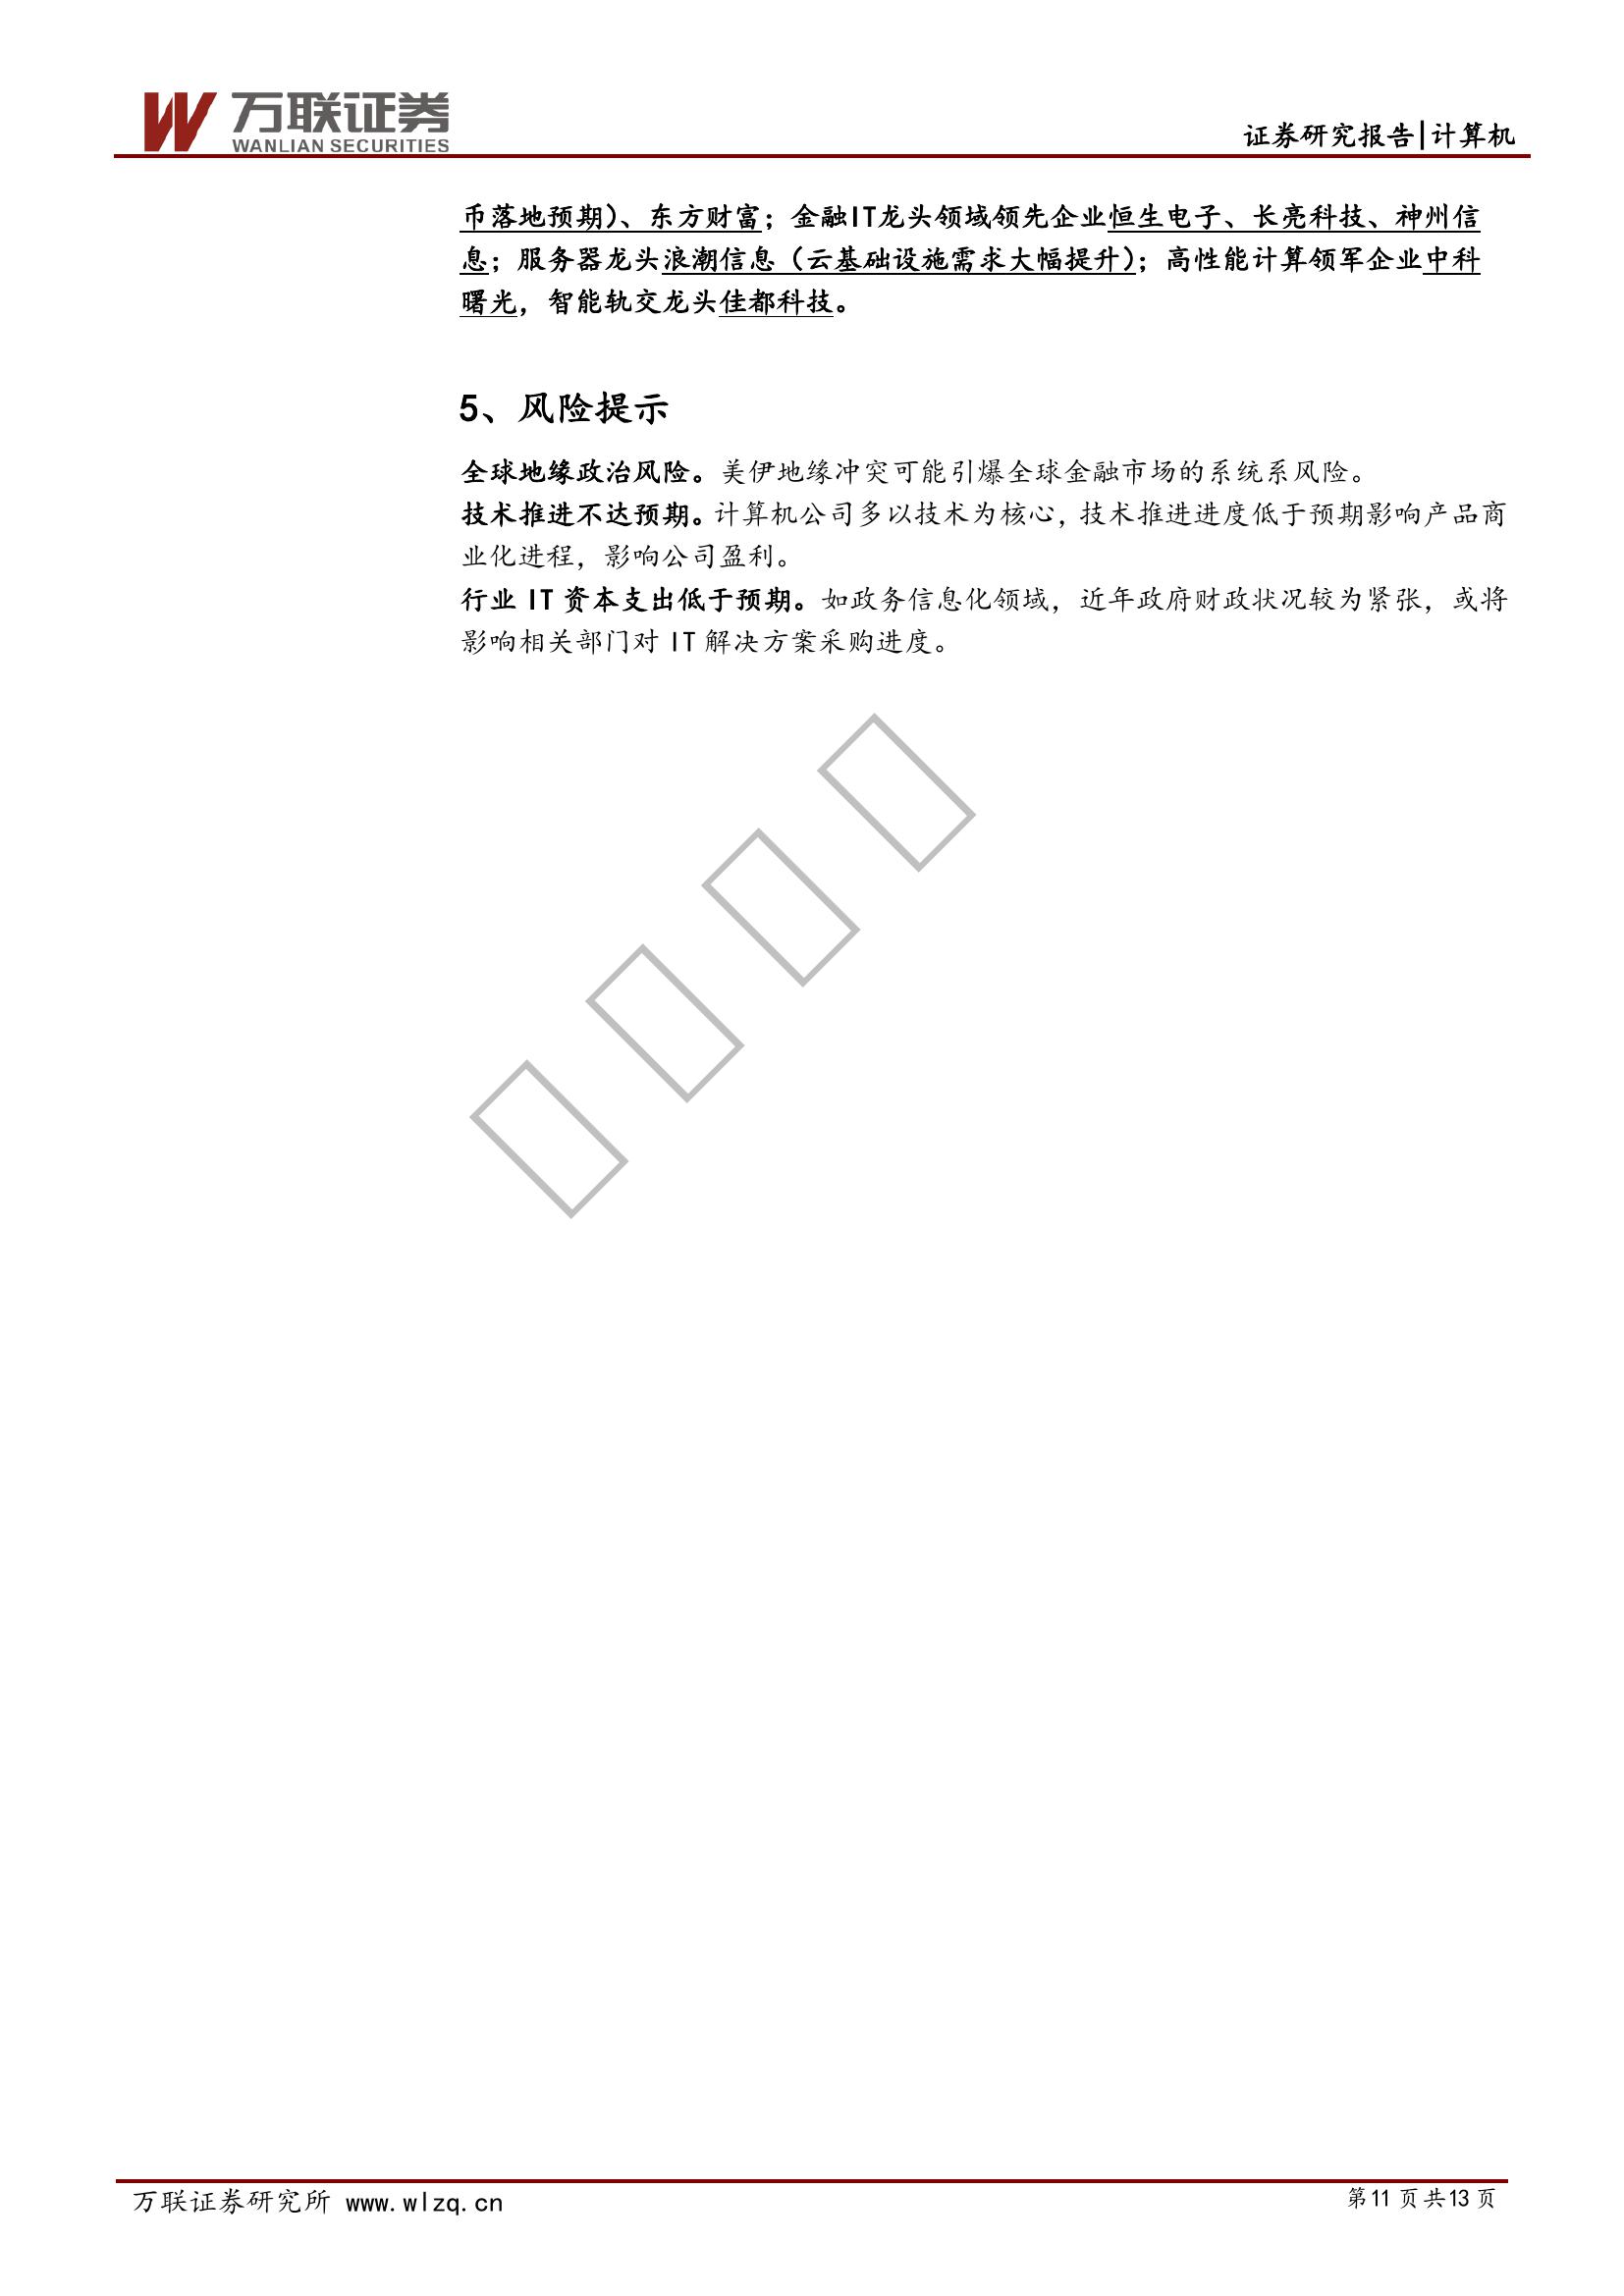 万联证券
WANLIAN SECURITIES
证券研究报告|计算机
币落地预期)、东方财富；金融IT龙头领域领先企业恒生电子、长亮科技、神州信
息；服务器龙头浪潮信息（云基础设施需求大幅提升）；高性能计算领军企业中科
曙光，智能轨交龙头佳都科技。
5、风险提示
全球地缘政治风险。美伊地缘冲突可能引爆全球金融市场的系统系风险。
技术推进不达预期。计算机公司多以技术为核心，技术推进进度低于预期影响产品商
业化进程，影响公司盈利。
行业 IT 资本支出低于预期。如政务信息化领域，近年政府财政状况较为紧张，或将
影响相关部门对 IT 解决方案采购进度。
万联证券研究所 www.wlzq.cn
第11 页共13 页